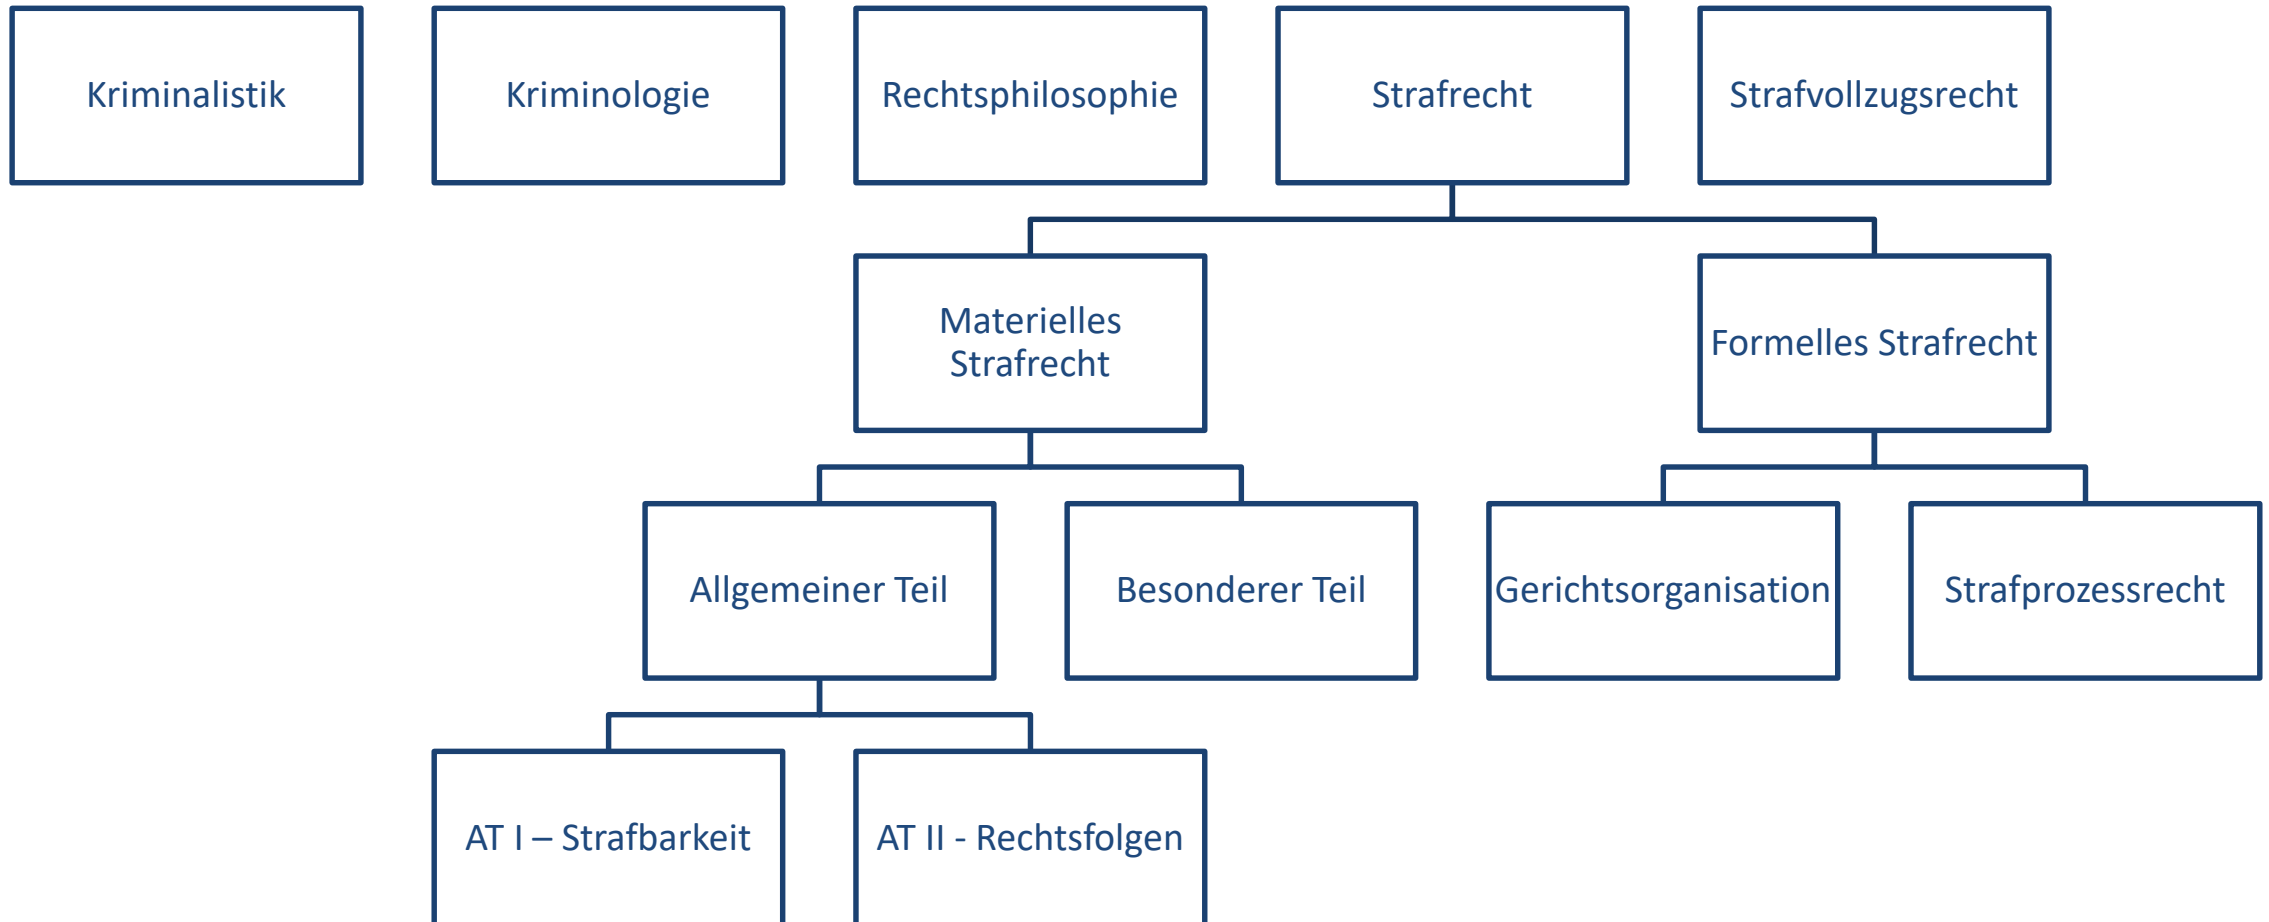 Kriminalistik
Kriminologie
Rechtsphilosophie
Strafrecht
Strafvollzugsrecht
Materielles
Strafrecht
Formelles Strafrecht
Allgemeiner Teil
Besonderer Teil
Gerichtsorganisation
Strafprozessrecht
AT I – Strafbarkeit
AT II - Rechtsfolgen